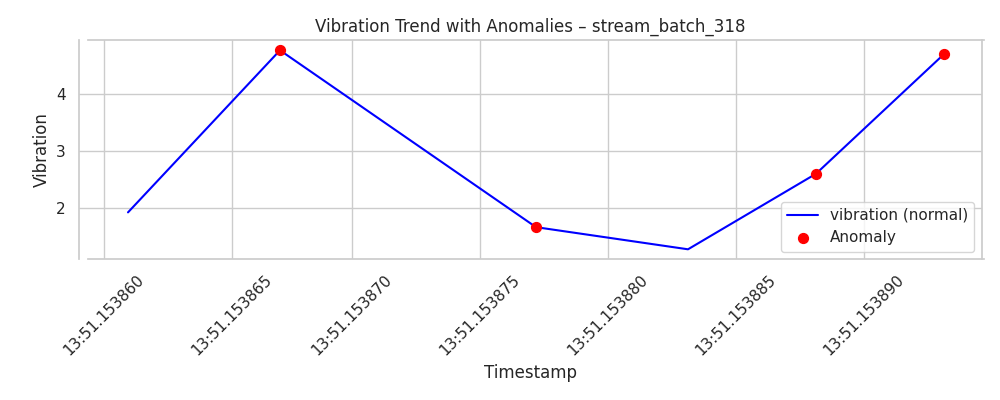 Vibration Trend with Anomalies – stream_batch_318
Vibration
4
3
2
vibration (normal)
Anomaly
13:51.153860
13:51.153865
13:51.153870
13:51.153875
13:51.153880
13:51.153885
13:51.153890
Timestamp